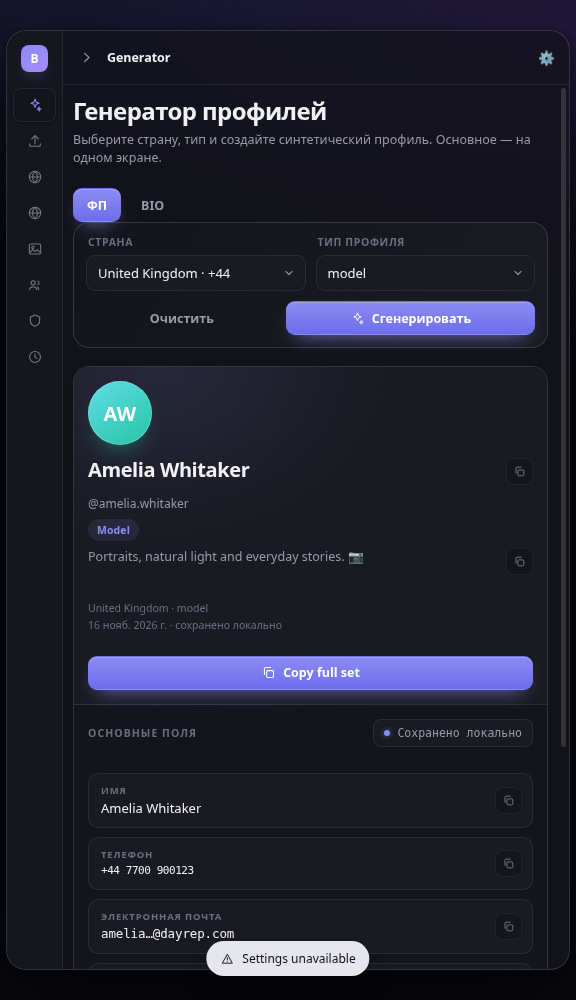 B
Generator
Генератор профилей
Выберите страну, тип и создайте синтетический профиль. Основное — на
одном экране.
ФП
BIO
СТРАНА
ТИП ПРОФИЛЯ
United Kingdom · +44
model
Очистить
Сгенерировать
AW
Amelia Whitaker
@amelia.whitaker
Model
Portraits, natural light and everyday stories. 📷
United Kingdom · model
16 нояб. 2026 г. · сохранено локально
Copy full set
ОСНОВНЫЕ ПОЛЯ
Сохранено локально
ИМЯ
Amelia Whitaker
ТЕЛЕФОН
+44 7700 900123
ЭЛЕКТРОННАЯ ПОЧТА
amelia…@dayrep.com
Settings unavailable